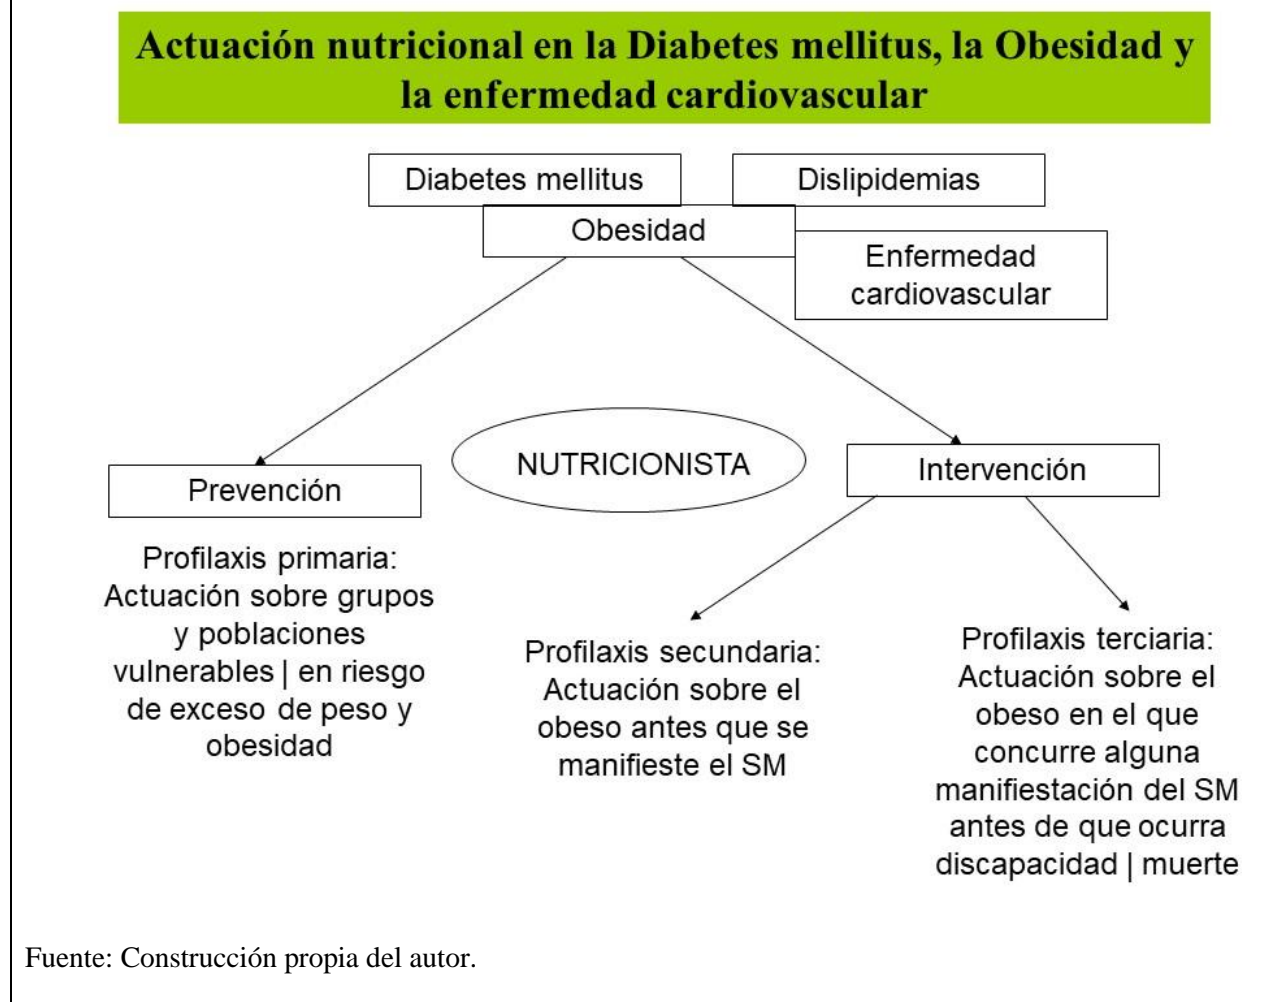 Actuación nutricional en la Diabetes mellitus, la Obesidad y
la enfermedad cardiovascular
Diabetes mellitus
Dislipidemias
Obesidad
Enfermedad
cardiovascular
NUTRICIONISTA
Prevención
Profilaxis primaria:
Actuación sobre grupos
y poblaciones
vulnerables | en riesgo
de exceso de peso y
obesidad
Intervención
Profilaxis secundaria:
Actuación sobre el
obeso antes que se
manifieste el SM
Profilaxis terciaria:
Actuación sobre el
obeso en el que
concurre alguna
manifiestación del SM
antes de que ocurra
discapacidad | muerte
Fuente: Construcción propia del autor.